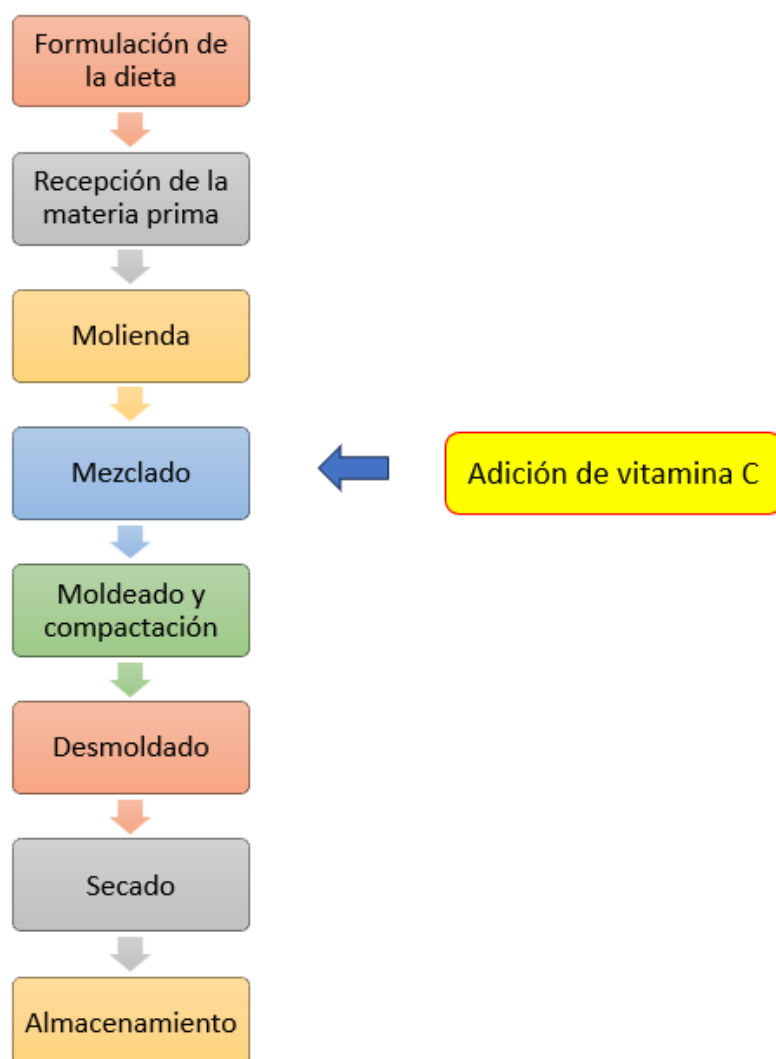 Formulación de
la dieta
Recepción de la
materia prima
Molienda
Mezclado
Adición de vitamina C
Moldeado y
compactación
Desmoldado
Secado
Almacenamiento